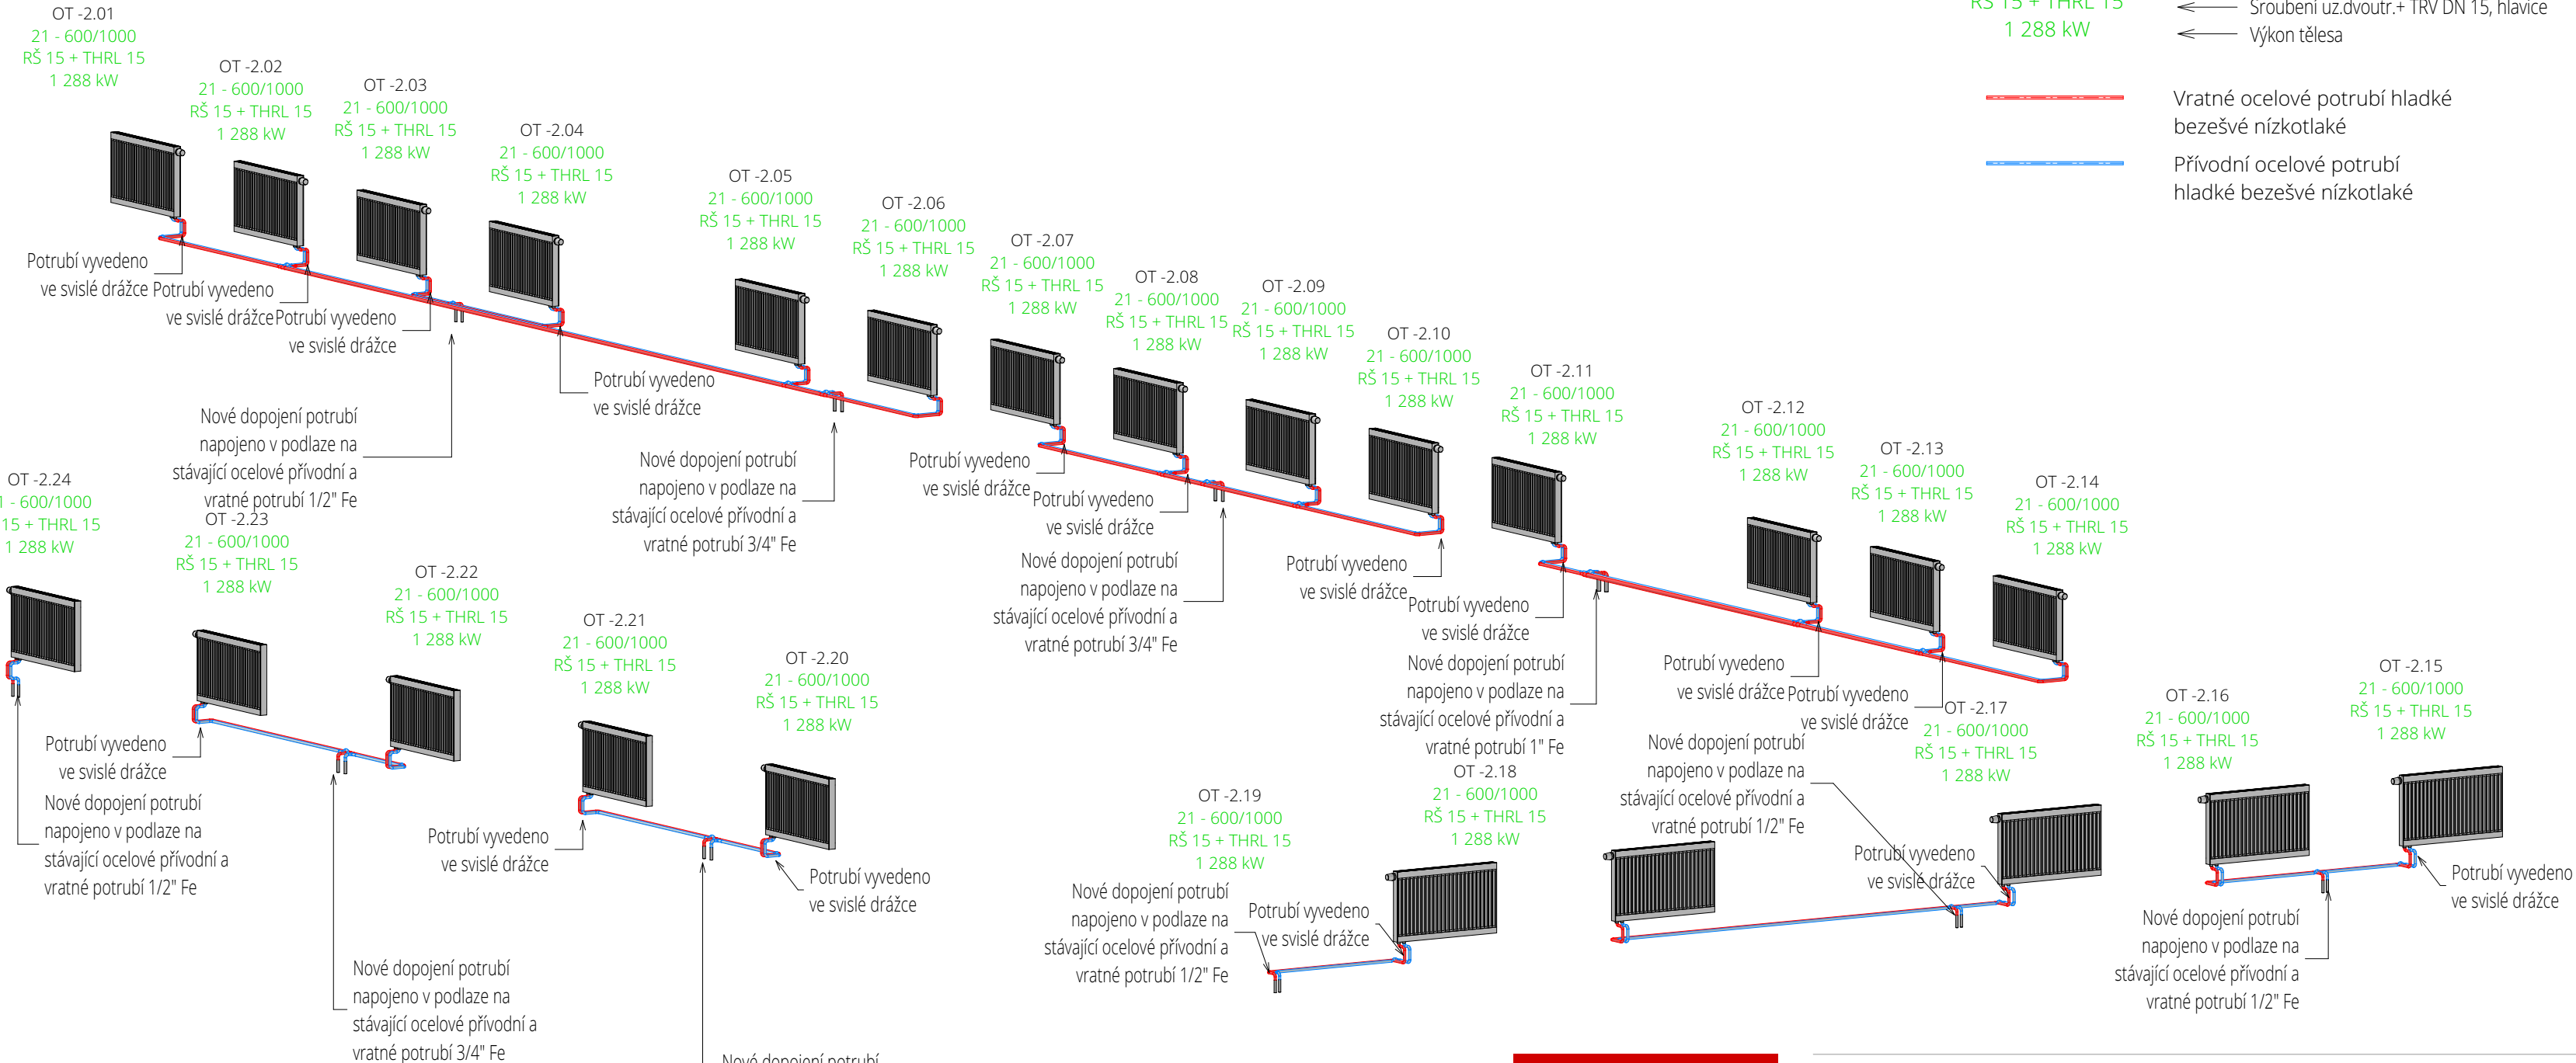 OT -2.01
21 - 600/1000
RŠ 15 + THRL 15
1 288 kW
OT -2.02
21 - 600/1000
RŠ 15 + THRL 15
1 288 kW
OT -2.03
21 - 600/1000
RŠ 15 + THRL 15
1 288 kW
OT -2.04
21 - 600/1000
RŠ 15 + THRL 15
1 288 kW
OT -2.05
21 - 600/1000
RŠ 15 + THRL 15
1 288 kW
OT -2.06
21 - 600/1000
RŠ 15 + THRL 15
1 288 kW
OT -2.07
21 - 600/1000
RŠ 15 + THRL 15
1 288 kW
OT -2.08
21 - 600/1000
RŠ 15 + THRL 15
1 288 kW
OT -2.09
21 - 600/1000
RŠ 15 + THRL 15
1 288 kW
OT -2.10
21 - 600/1000
RŠ 15 + THRL 15
1 288 kW
OT -2.11
21 - 600/1000
RŠ 15 + THRL 15
1 288 kW
OT -2.12
21 - 600/1000
RŠ 15 + THRL 15
1 288 kW
OT -2.13
21 - 600/1000
RŠ 15 + THRL 15
1 288 kW
OT -2.14
21 - 600/1000
RŠ 15 + THRL 15
1 288 kW
RŠ 15 + THRL 15
1 288 kW
Šroubení uz.dvoutr.+ TRV DN 15, hlavice
Výkon tělesa
Vratné ocelové potrubí hladké
bezešvé nízkotlaké
Přívodní ocelové potrubí
hladké bezešvé nízkotlaké
Potrubí vyvedeno
ve svislé drážce
Potrubí vyvedeno
ve svislé drážce
Potrubí vyvedeno
ve svislé drážce
Nové dopojení potrubí
napojeno v podlaze na
stávající ocelové přívodní a
vratné potrubí 1/2" Fe
Potrubí vyvedeno
ve svislé drážce
Nové dopojení potrubí
napojeno v podlaze na
stávající ocelové přívodní a
vratné potrubí 3/4" Fe
Potrubí vyvedeno
ve svislé drážce
Potrubí vyvedeno
ve svislé drážce
Nové dopojení potrubí
napojeno v podlaze na
stávající ocelové přívodní a
vratné potrubí 3/4" Fe
Potrubí vyvedeno
ve svislé drážce
Potrubí vyvedeno
ve svislé drážce
Nové dopojení potrubí
napojeno v podlaze na
stávající ocelové přívodní a
vratné potrubí 1" Fe
Potrubí vyvedeno
ve svislé drážce
Potrubí vyvedeno
ve svislé drážce
OT -2.24
- 600/1000
15 + THRL 15
1 288 kW
OT -2.23
21 - 600/1000
RŠ 15 + THRL 15
1 288 kW
OT -2.22
21 - 600/1000
RŠ 15 + THRL 15
1 288 kW
OT -2.21
21 - 600/1000
RŠ 15 + THRL 15
1 288 kW
OT -2.20
21 - 600/1000
RŠ 15 + THRL 15
1 288 kW
OT -2.19
21 - 600/1000
RŠ 15 + THRL 15
1 288 kW
OT -2.18
21 - 600/1000
RŠ 15 + THRL 15
1 288 kW
OT -2.17
21 - 600/1000
RŠ 15 + THRL 15
1 288 kW
OT -2.16
21 - 600/1000
RŠ 15 + THRL 15
1 288 kW
OT -2.15
21 - 600/1000
RŠ 15 + THRL 15
1 288 kW
Potrubí vyvedeno
ve svislé drážce
Nové dopojení potrubí
napojeno v podlaze na
stávající ocelové přívodní a
vratné potrubí 1/2" Fe
Nové dopojení potrubí
napojeno v podlaze na
stávající ocelové přívodní a
vratné potrubí 3/4" Fe
Potrubí vyvedeno
ve svislé drážce
Potrubí vyvedeno
ve svislé drážce
Nové dopojení potrubí
Nové dopojení potrubí
napojeno v podlaze na
stávající ocelové přívodní a
vratné potrubí 1/2" Fe
Potrubí vyvedeno
ve svislé drážce
Nové dopojení potrubí
napojeno v podlaze na
stávající ocelové přívodní a
vratné potrubí 1/2" Fe
Potrubí vyvedeno
ve svislé drážce
Nové dopojení potrubí
napojeno v podlaze na
stávající ocelové přívodní a
vratné potrubí 1/2" Fe
Potrubí vyvedeno
ve svislé drážce